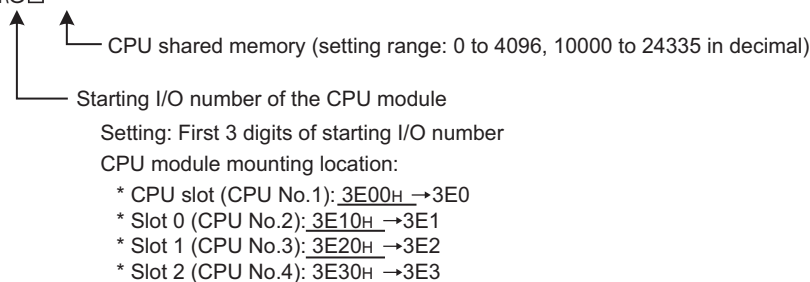 CPU shared memory (setting range: 0 to 4096, 10000 to 24335 in decimal)
Starting I/O number of the CPU module
Setting: First 3 digits of starting I/O number
CPU module mounting location:
* CPU slot (CPU No.1): 3E00H →3E0
* Slot 0 (CPU No.2): 3E10H →3E1
* Slot 1 (CPU No.3): 3E20H →3E2
* Slot 2 (CPU No.4): 3E30H →3E3